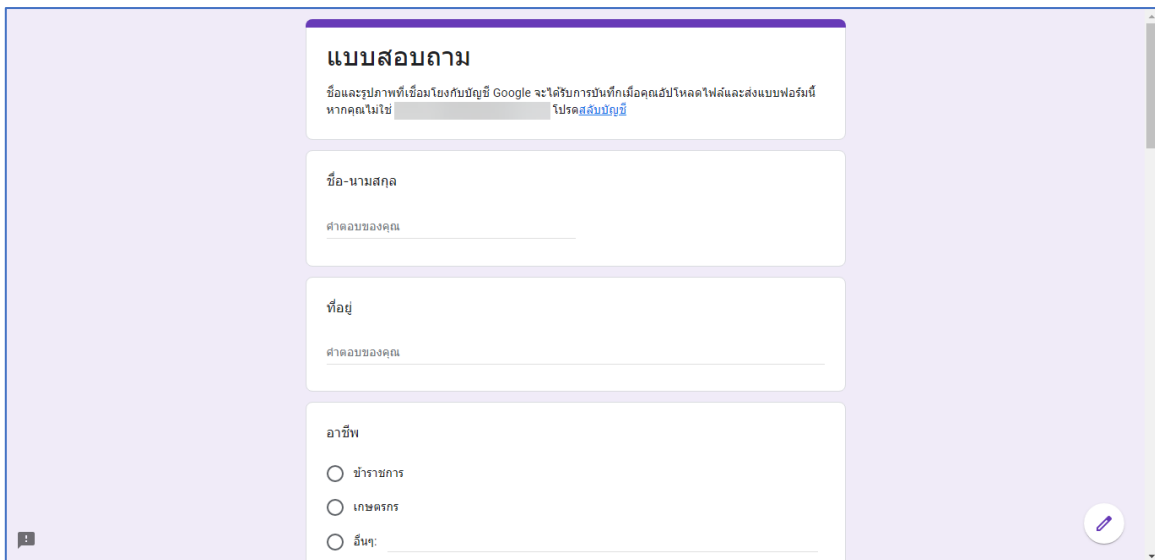 แบบสอบถาม
ชื่อและรูปภาพที่เชื่อมโยงกับบัญชี Google จะได้รับการบันทึกเมื่อคุณอัปโหลดไฟล์และส่งแบบฟอร์มนี้
หากคุณไม่ใช่ โปรดสลับบัญชี
ชื่อ-นามสกุล
คำตอบของคุณ
ที่อยู่
คำตอบของคุณ
อาชีพ
ข้าราชการ
เกษตรกร
อื่นๆ: